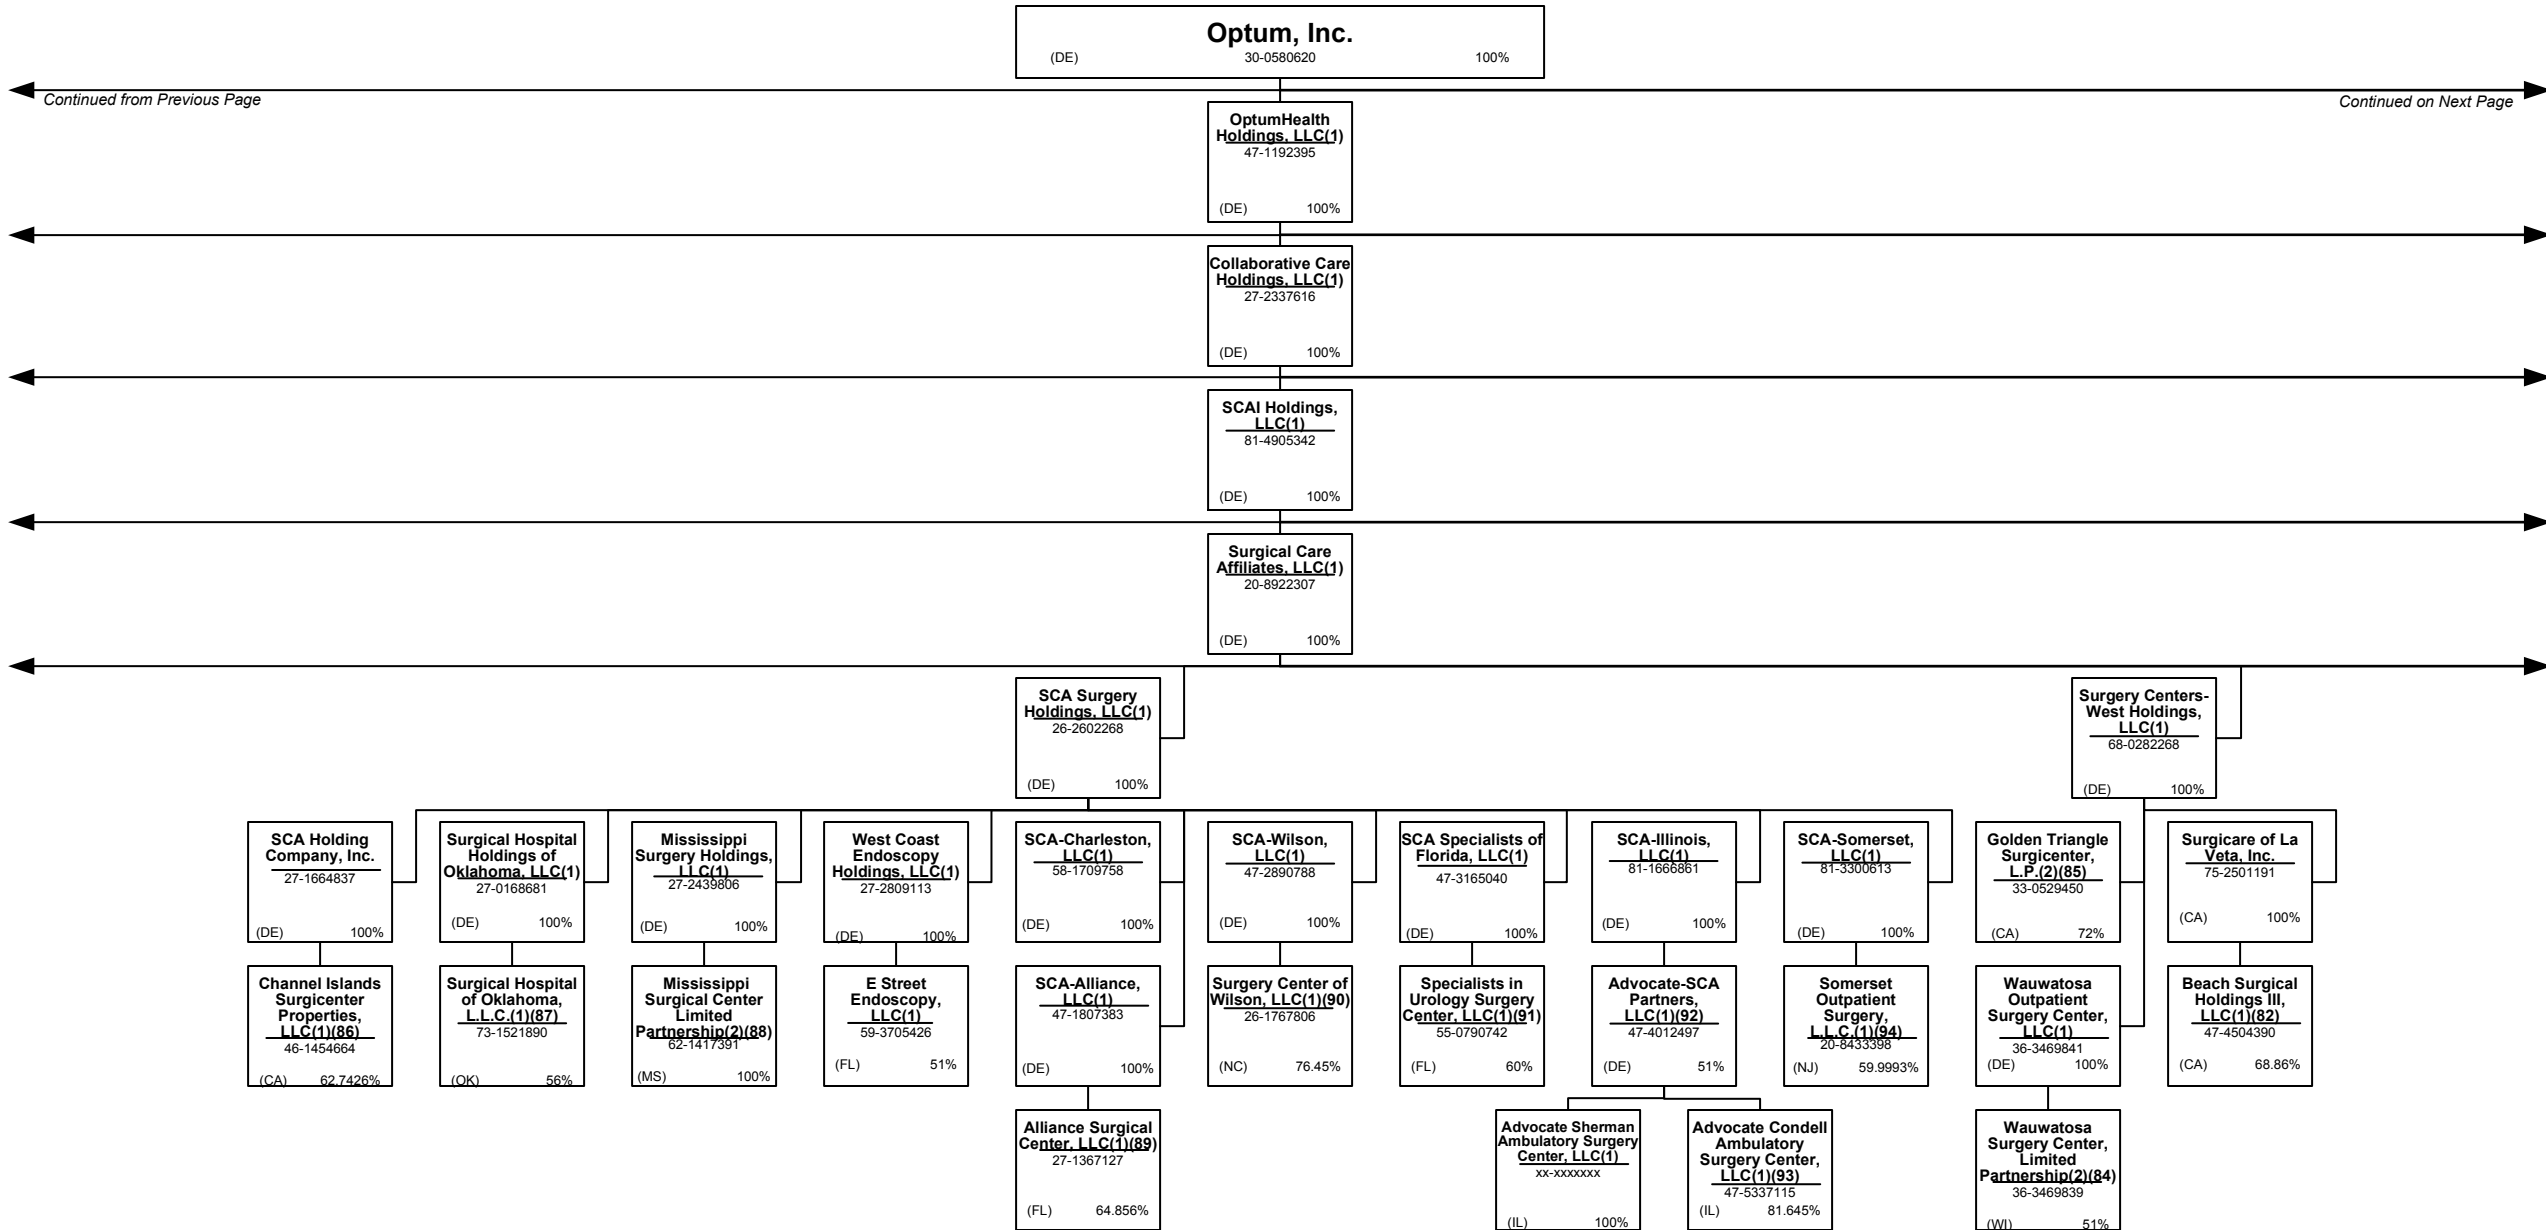 Optum, Inc.
(DE) 30-0580620 100%
Continued from Previous Page
Continued on Next Page
OptumHealth
Holdings, LLC(1)
47-1192395
(DE) 100%
Collaborative Care
Holdings, LLC(1)
27-2337616
(DE) 100%
SCAI Holdings,
LLC(1)
81-4905342
(DE) 100%
Surgical Care
Affiliates, LLC(1)
20-8922307
(DE) 100%
SCA Surgery
Holdings, LLC(1)
26-2602268
(DE) 100%
Surgery Centers-
West Holdings,
LLC(1)
68-0282268
(DE) 100%
SCA Holding
Company, Inc.
27-1664837
(DE) 100%
Surgical Hospital
Holdings of
Oklahoma, LLC(1)
27-0168681
(DE) 100%
Mississippi
Surgery Holdings,
LLC(1)
27-2439806
(DE) 100%
West Coast
Endoscopy
Holdings, LLC(1)
27-2809113
(DE) 100%
SCA-Charleston,
LLC(1)
58-1709758
(DE) 100%
SCA-Wilson,
LLC(1)
47-2890788
(DE) 100%
SCA Specialists of
Florida, LLC(1)
47-3165040
(DE) 100%
SCA-Illinois,
LLC(1)
81-1666861
(DE) 100%
SCA-Somerset,
LLC(1)
81-3300613
(DE) 100%
Golden Triangle
Surgicenter,
L.P.(2)(85)
33-0529450
(CA) 72%
Surgicare of La
Veta, Inc.
75-2501191
(CA) 100%
Channel Islands
Surgicenter
Properties,
LLC(1)(86)
46-1454664
(CA) 62.7426%
Surgical Hospital
of Oklahoma,
L.L.C.(1)(87)
73-1521890
(OK) 56%
Mississippi
Surgical Center
Limited
Partnership(2)(88)
62-1417391
(MS) 100%
E Street
Endoscopy,
LLC(1)
59-3705426
(FL) 51%
SCA-Alliance,
LLC(1)
47-1807383
(DE) 100%
Surgery Center of
Wilson, LLC(1)(90)
26-1767806
(NC) 76.45%
Specialists in
Urology Surgery
Center, LLC(1)(91)
55-0790742
(FL) 60%
Advocate-SCA
Partners,
LLC(1)(92)
47-4012497
(DE) 51%
Somerset
Outpatient
Surgery,
L.L.C.(1)(94)
20-8433398
(NJ) 59.9993%
Wauwatosa
Outpatient
Surgery Center,
LLC(1)
36-3469841
(DE) 100%
Beach Surgical
Holdings III,
LLC(1)(82)
47-4504390
(CA) 68.86%
Alliance Surgical
Center, LLC(1)(89)
27-1367127
(FL) 64.856%
Advocate Sherman
Ambulatory Surgery
Center, LLC(1)
xx-xxxxxxx
(IL) 100%
Advocate Condell
Ambulatory
Surgery Center,
LLC(1)(93)
47-5337115
(IL) 81.645%
Wauwatosa
Surgery Center,
Limited
Partnership(2)(84)
36-3469839
(WI) 51%